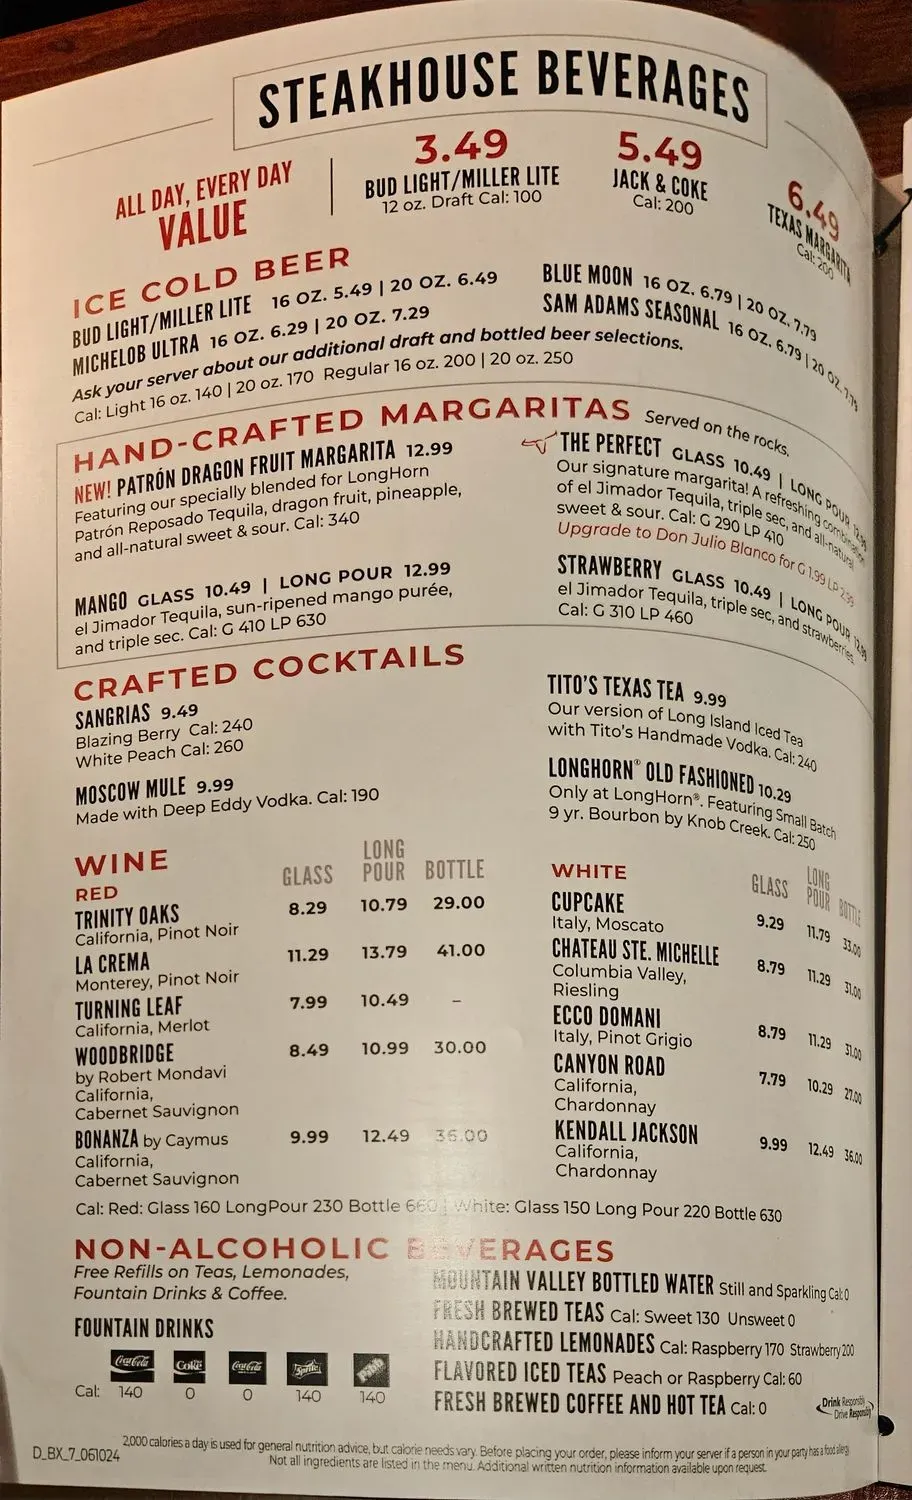 STEAKHOUSE BEVERAGES
ALL DAY, EVERY DAY
VALUE
3.49
BUD LIGHT/MILLER LITE
12 oz. Draft Cal: 100
5.49
JACK & COKE
Cal: 200
6.49
TEXAS MARGARITA
Cal: 200
ICE COLD BEER
BUD LIGHT/MILLER LITE 16 OZ. 5.49 | 20 OZ. 6.49
MICHELOB ULTRA 16 OZ. 6.29 | 20 OZ. 7.29
BLUE MOON 16 OZ. 6.79 | 20 OZ. 7.79
SAM ADAMS SEASONAL 16 OZ. 6.79 | 20 OZ. 7.79
Ask your server about our additional draft and bottled beer selections.
Cal: Light 16 oz. 140 | 20 oz. 170 Regular 16 oz. 200 | 20 oz. 250
HAND-CRAFTED MARGARITAS Served on the rocks.
NEW! PATRÓN DRAGON FRUIT MARGARITA 12.99
Featuring our specially blended for LongHorn
Patrón Reposado Tequila, dragon fruit, pineapple,
and all-natural sweet & sour. Cal: 340
MANGO GLASS 10.49 | LONG POUR 12.99
el Jimador Tequila, sun-ripened mango purée,
and triple sec. Cal: G 410 LP 630
THE PERFECT GLASS 10.49 | LONG POUR 12.99
Our signature margarita! A refreshing combination
of el Jimador Tequila, triple sec, and all-natural
sweet & sour. Cal: G 290 LP 410
Upgrade to Don Julio Blanco for G 1.99 LP 2.99
STRAWBERRY GLASS 10.49 | LONG POUR 12.99
el Jimador Tequila, triple sec, and strawberries.
Cal: G 310 LP 460
CRAFTED COCKTAILS
SANGRIAS 9.49
Blazing Berry Cal: 240
White Peach Cal: 260
MOSCOW MULE 9.99
Made with Deep Eddy Vodka. Cal: 190
TITO'S TEXAS TEA 9.99
Our version of Long Island Iced Tea
with Tito's Handmade Vodka. Cal: 240
LONGHORN® OLD FASHIONED 10.29
Only at LongHorn®. Featuring Small Batch
9 yr. Bourbon by Knob Creek. Cal: 250
WINE
RED
GLASS LONG POUR BOTTLE
TRINITY OAKS 8.29 10.79 29.00
California, Pinot Noir
LA CREMA 11.29 13.79 41.00
Monterey, Pinot Noir
TURNING LEAF 7.99 10.49 –
California, Merlot
WOODBRIDGE 8.49 10.99 30.00
by Robert Mondavi
California,
Cabernet Sauvignon
BONANZA by Caymus 9.99 12.49 36.00
California,
Cabernet Sauvignon
WHITE
GLASS LONG POUR BOTTLE
CUPCAKE 9.29 11.79 33.00
Italy, Moscato
CHATEAU STE. MICHELLE 8.79 11.29 31.00
Columbia Valley,
Riesling
ECCO DOMANI 8.79 11.29 31.00
Italy, Pinot Grigio
CANYON ROAD 7.79 10.29 27.00
California,
Chardonnay
KENDALL JACKSON 9.99 12.49 36.00
California,
Chardonnay
Cal: Red: Glass 160 LongPour 230 Bottle 660 | White: Glass 150 Long Pour 220 Bottle 630
NON-ALCOHOLIC BEVERAGES
Free Refills on Teas, Lemonades,
Fountain Drinks & Coffee.
FOUNTAIN DRINKS
Coca-Cola Coke Coca-Cola Sprite
Cal: 140 0 0 140 140
MOUNTAIN VALLEY BOTTLED WATER Still and Sparkling Cal: 0
FRESH BREWED TEAS Cal: Sweet 130 Unsweet 0
HANDCRAFTED LEMONADES Cal: Raspberry 170 Strawberry 200
FLAVORED ICED TEAS Peach or Raspberry Cal: 60
FRESH BREWED COFFEE AND HOT TEA Cal: 0
Drink Responsibly
Drive Responsibly
D_BX_7_061024
2,000 calories a day is used for general nutrition advice, but calorie needs vary. Before placing your order, please inform your server if a person in your party has a food allergy
Not all ingredients are listed in the menu. Additional written nutrition information available upon request.